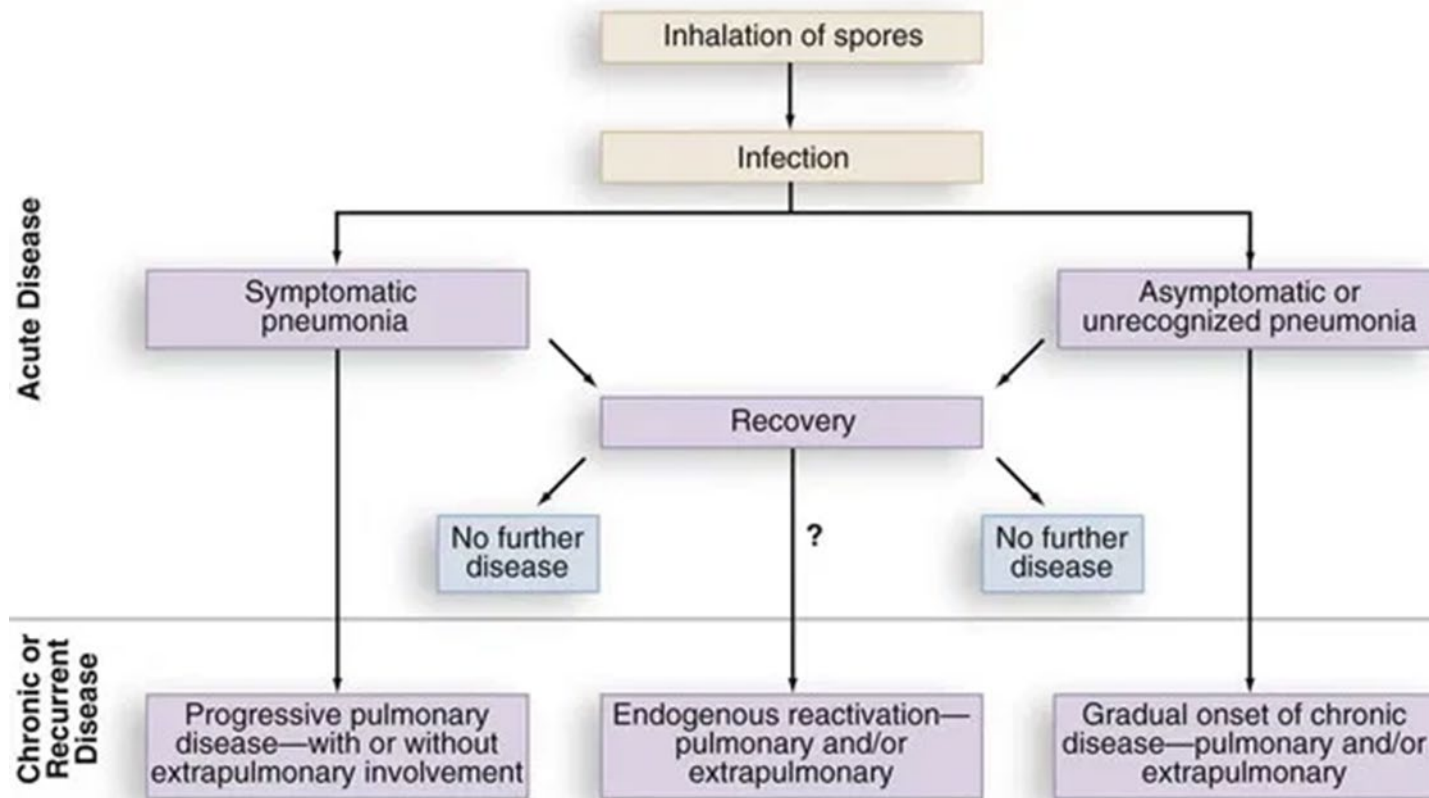 Inhalation of spores
Infection
Acute Disease
Symptomatic
pneumonia
Asymptomatic or
unrecognized pneumonia
Recovery
No further
disease
?
No further
disease
Chronic or
Recurrent
Disease
Progressive pulmonary
disease—with or without
extrapulmonary involvement
Endogenous reactivation—
pulmonary and/or
extrapulmonary
Gradual onset of chronic
disease—pulmonary and/or
extrapulmonary